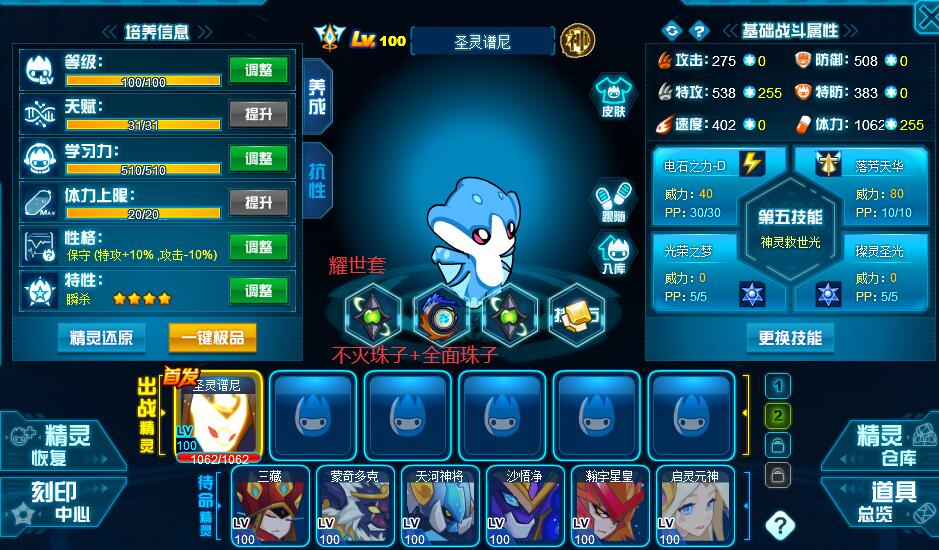 培养信息
等级：
100/100
调整
天赋：
31/31
提升
学习力：
510/510
调整
体力上限：
20/20
提升
性格：
保守 (特攻+10% ,攻击-10%)
调整
特性：
瞬杀
调整
精灵还原
一键极品
养成
抗性
Lv. 100
圣灵谱尼
神
皮肤
跟随
入库
耀世套
不灭珠子+全面珠子
基础战斗属性
攻击：275 0
防御：508 0
特攻：538 255
特防：383 0
速度：402 0
体力：1062 255
电石之力-D
威力：40
PP：30/30
落芳天华
威力：80
PP：10/10
第五技能
神灵救世光
光荣之梦
威力：0
PP：5/5
璨灵圣光
威力：0
PP：5/5
更换技能
出战精灵
首发
圣灵谱尼
LV
100
1062/1062
1
2
待命精灵
三藏
LV
100
蒙奇多克
LV
100
天河神将
LV
100
沙悟净
LV
100
瀚宇星皇
LV
100
启灵元神
LV
100
精灵
恢复
刻印
中心
精灵
仓库
道具
总览